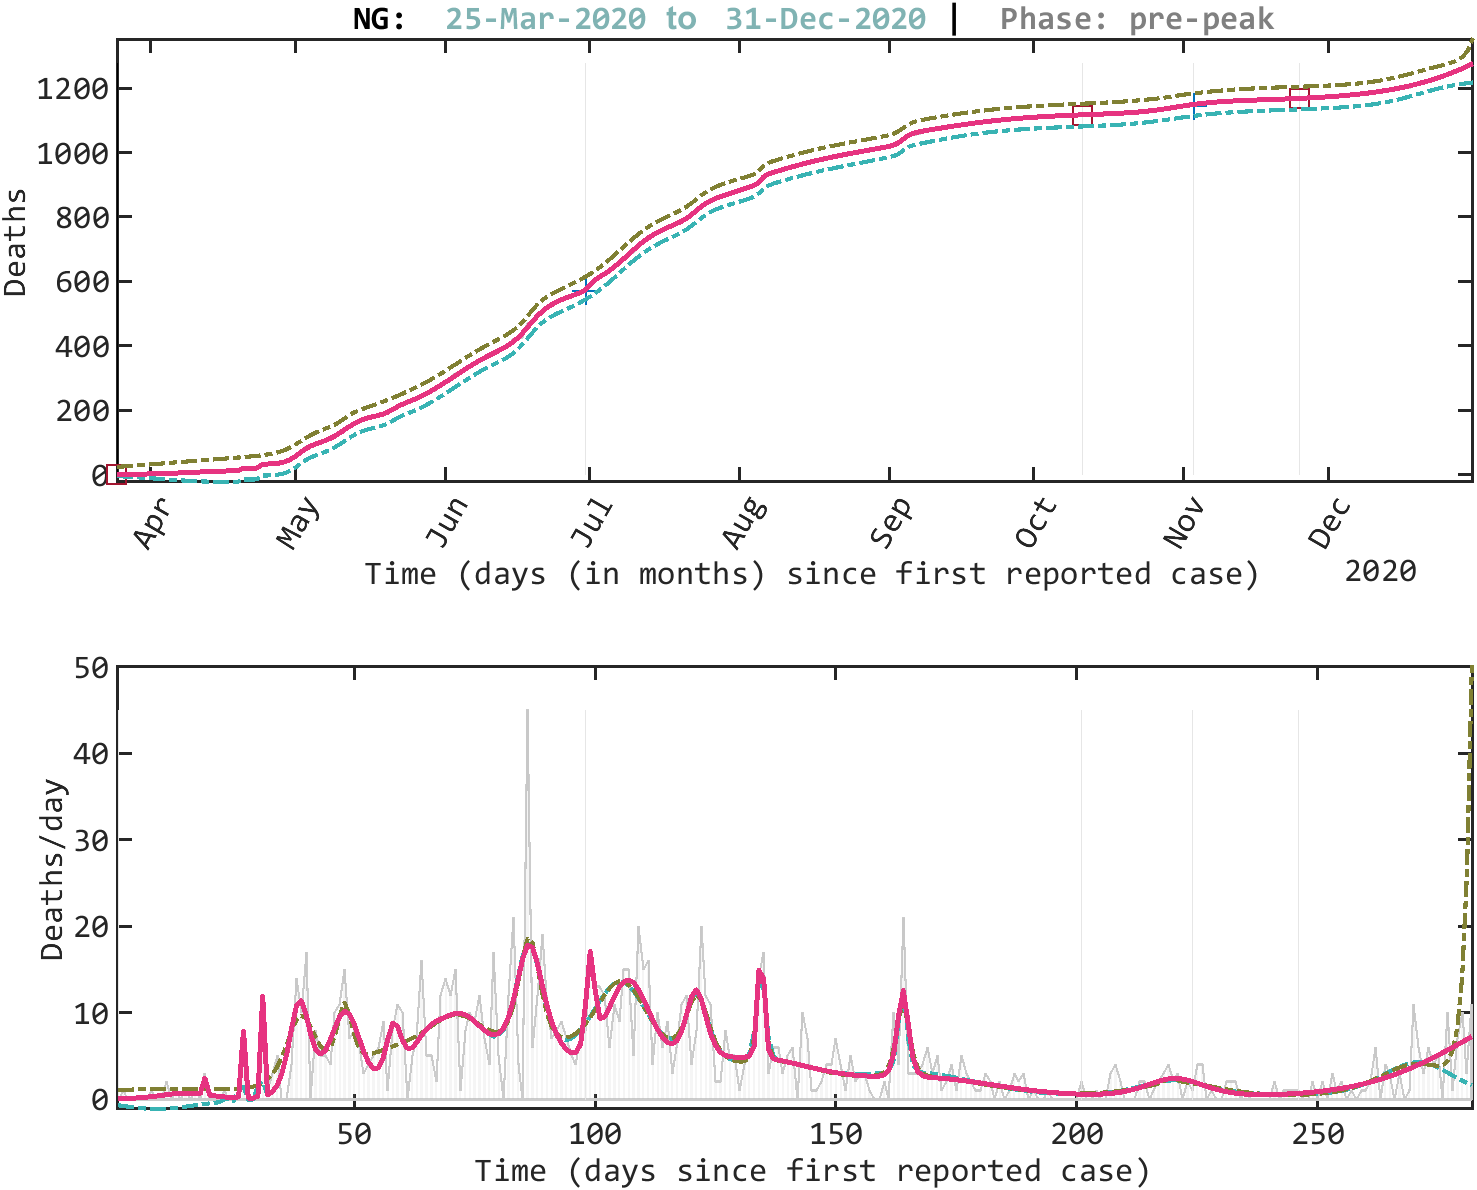 NG: 25-Mar-2020 to 31-Dec-2020 | Phase: pre-peak
1200
1000
800
600
400
200
0
Deaths
Apr May Jun Jul Aug Sep Oct Nov Dec
Time (days (in months) since first reported case) 2020
50
40
30
20
10
0
Deaths/day
50 100 150 200 250
Time (days since first reported case)